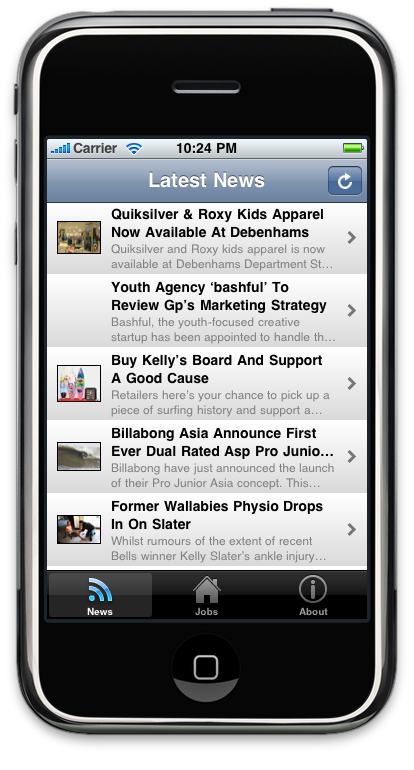 Carrier 10:24 PM
Latest News
Quiksilver & Roxy Kids Apparel
Now Available At Debenhams
Quiksilver and Roxy kids apparel is now
available at Debenhams Department St...
Youth Agency ‘bashful’ To
Review Gp’s Marketing Strategy
Bashful, the youth-focused creative
startup has been appointed to handle th...
Buy Kelly’s Board And Support
A Good Cause
Retailers here’s your chance to pick up a
piece of surfing history and support a...
Billabong Asia Announce First
Ever Dual Rated Asp Pro Junio...
Billabong have just announced the launch
of their Pro Junior Asia concept. This...
Former Wallabies Physio Drops
In On Slater
Whilst rumours of the extent of recent
Bells winner Kelly Slater’s ankle injury...
News Jobs About